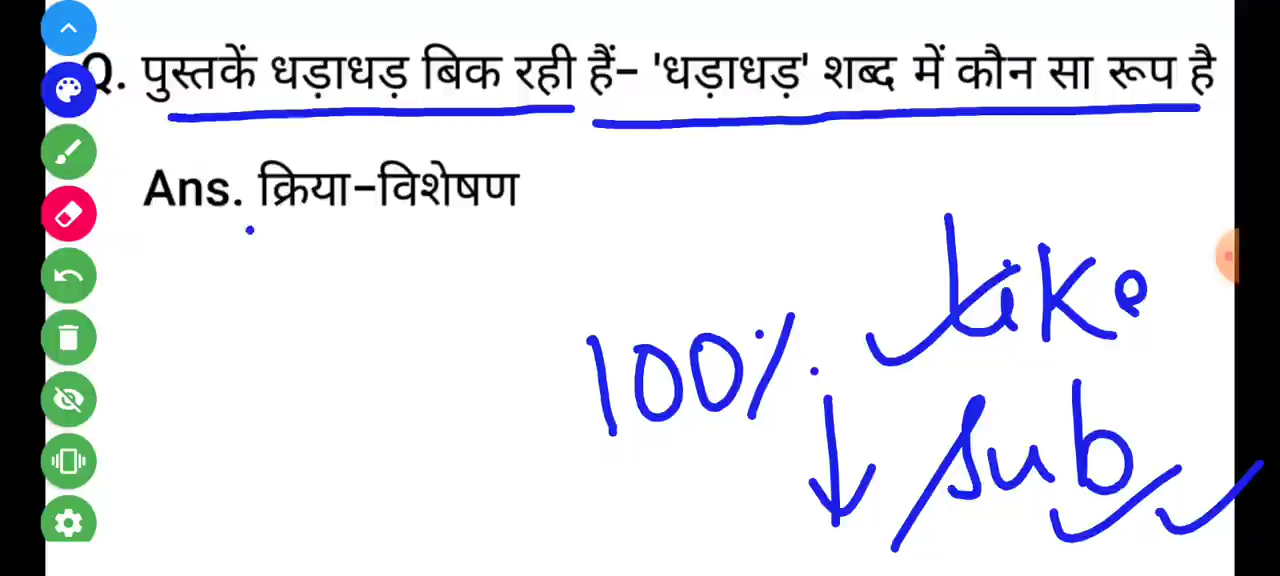 Q. पुस्तकें धड़ाधड़ बिक रही हैं- 'धड़ाधड़' शब्द में कौन सा रूप है
Ans. क्रिया-विशेषण
like
100%.
sub